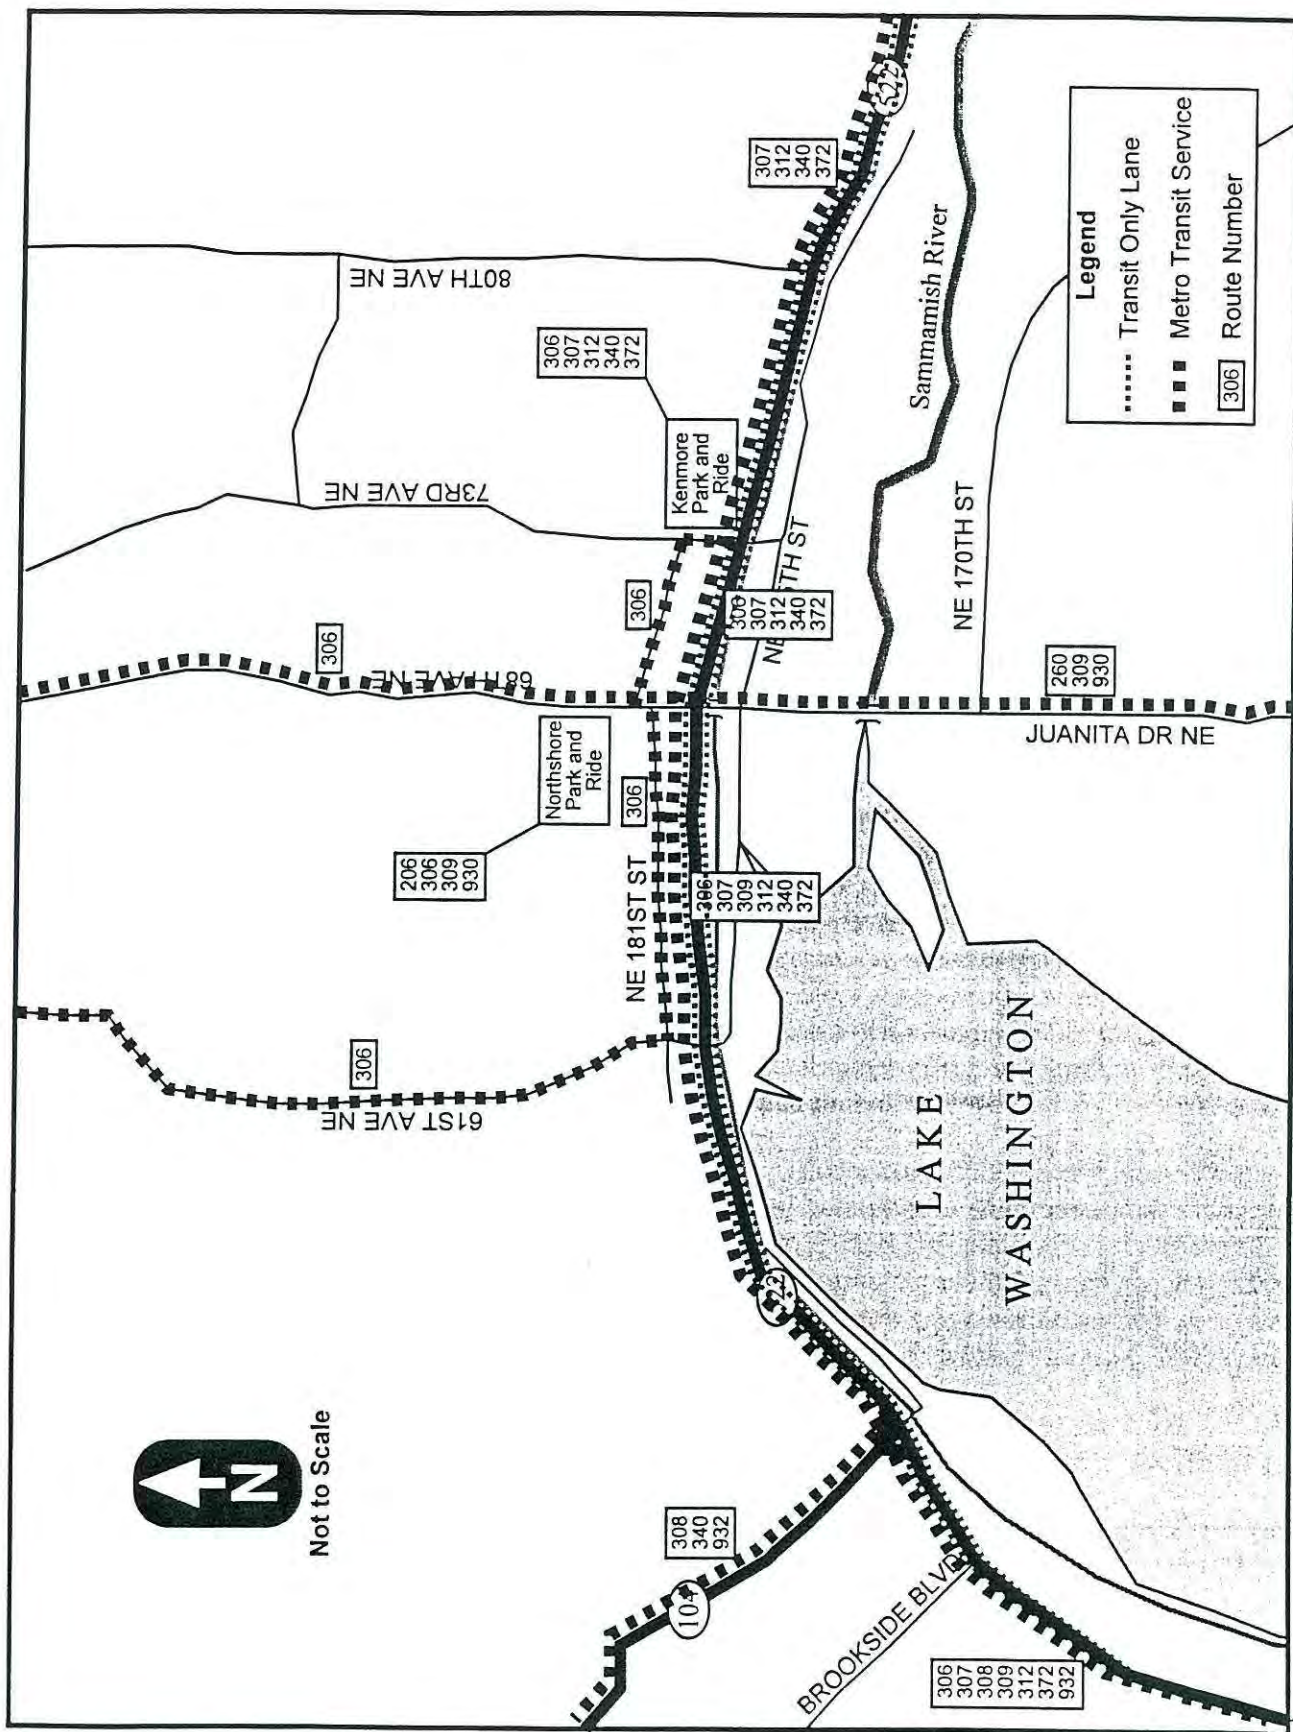 N
Not to Scale
61ST AVE NE
306
206
306
309
930
Northshore
Park and
Ride
68TH AVE NE
306
73RD AVE NE
80TH AVE NE
306
307
312
340
372
Kenmore
Park and
Ride
307
312
340
372
522
104
308
340
932
NE 181ST ST
306
306
306
307
309
312
340
372
306
307
312
340
372
ST
522
BROOKSIDE BLVD
306
307
308
309
312
372
932
LAKE
WASHINGTON
Sammamish River
NE 170TH ST
260
309
930
JUANITA DR NE
Legend
Transit Only Lane
Metro Transit Service
306 Route Number